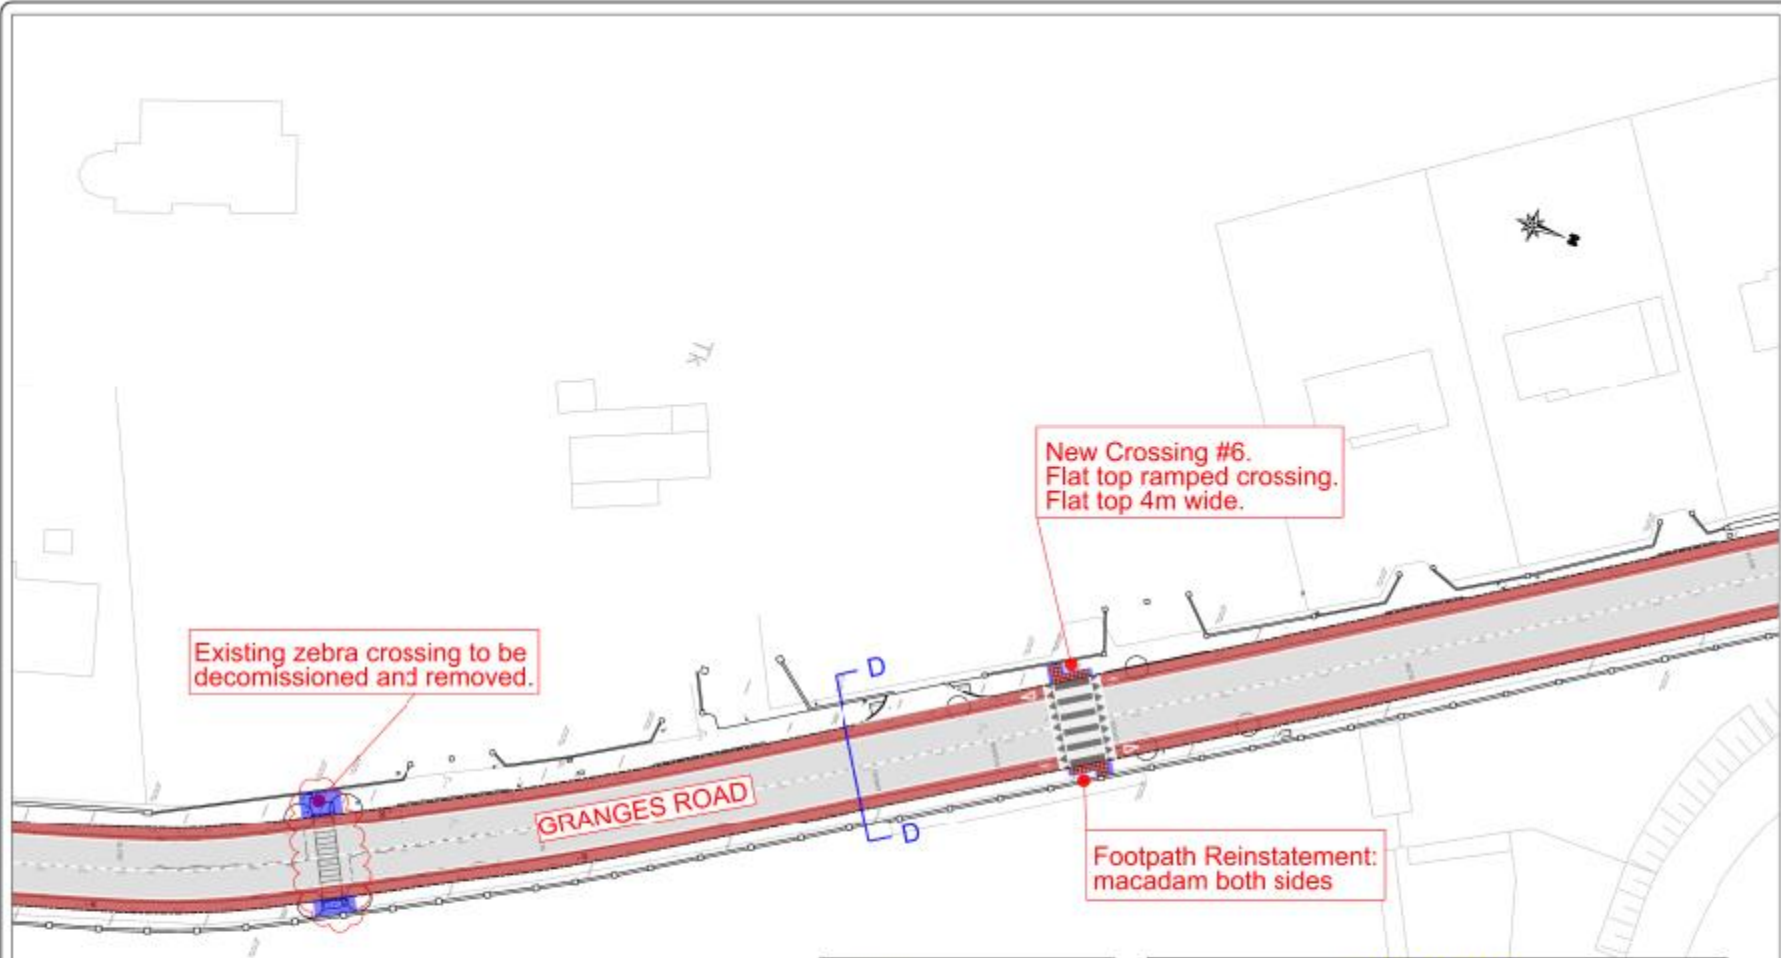 TK
New Crossing #6.
Flat top ramped crossing.
Flat top 4m wide.
Existing zebra crossing to be
decomissioned and removed.
D
GRANGES ROAD
D
Footpath Reinstatement:
macadam both sides
N